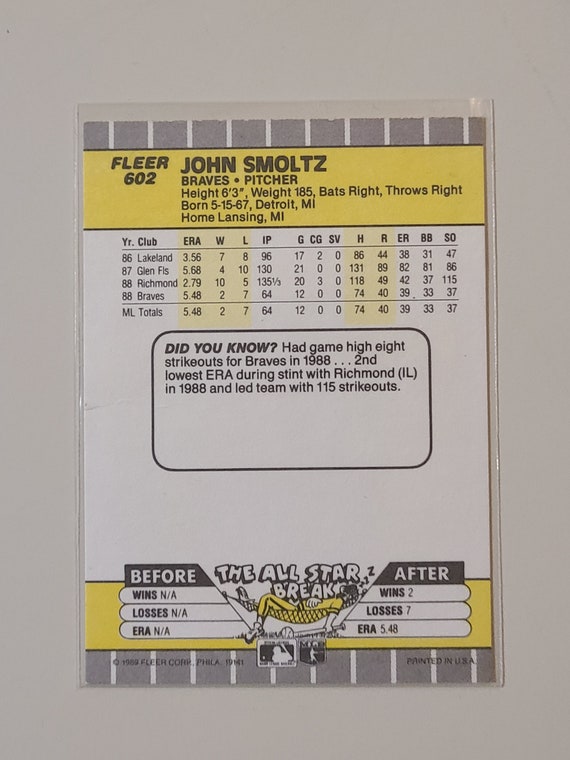 FLEER
602
JOHN SMOLTZ
BRAVES • PITCHER
Height 6'3", Weight 185, Bats Right, Throws Right
Born 5-15-67, Detroit, MI
Home Lansing, MI
Yr. Club ERA W L IP G CG SV H R ER BB SO
86 Lakeland 3.56 7 8 96 17 2 0 86 44 38 31 47
87 Glen Fls 5.68 4 10 130 21 0 0 131 89 82 81 86
88 Richmond 2.79 10 5 135⅓ 20 3 0 118 49 42 37 115
88 Braves 5.48 2 7 64 12 0 0 74 40 39 33 37
ML Totals 5.48 2 7 64 12 0 0 74 40 39 33 37
DID YOU KNOW? Had game high eight
strikeouts for Braves in 1988 . . . 2nd
lowest ERA during stint with Richmond (IL)
in 1988 and led team with 115 strikeouts.
BEFORE
WINS N/A
LOSSES N/A
ERA N/A
THE ALL STAR
BREAK
ZZ
AFTER
WINS 2
LOSSES 7
ERA 5.48
© 1989 FLEER CORP., PHILA. 19141
PRINTED IN U.S.A.